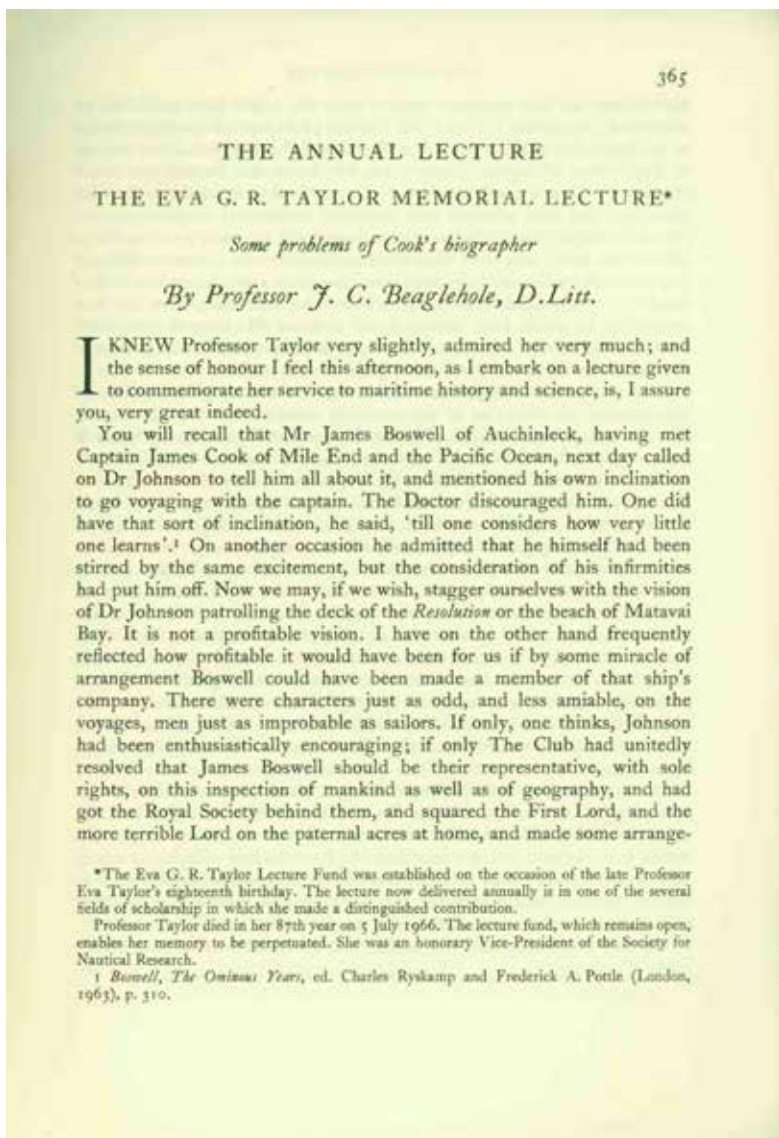 365
THE ANNUAL LECTURE
THE EVA G. R. TAYLOR MEMORIAL LECTURE*
Some problems of Cook's biographer
By Professor J. C. Beaglehole, D.Litt.
I KNEW Professor Taylor very slightly, admired her very much; and
the sense of honour I feel this afternoon, as I embark on a lecture given
to commemorate her service to maritime history and science, is, I assure
you, very great indeed.
You will recall that Mr James Boswell of Auchinleck, having met
Captain James Cook of Mile End and the Pacific Ocean, next day called
on Dr Johnson to tell him all about it, and mentioned his own inclination
to go voyaging with the captain. The Doctor discouraged him. One did
have that sort of inclination, he said, 'till one considers how very little
one learns'.1 On another occasion he admitted that he himself had been
stirred by the same excitement, but the consideration of his infirmities
had put him off. Now we may, if we wish, stagger ourselves with the vision
of Dr Johnson patrolling the deck of the Resolution or the beach of Matavai
Bay. It is not a profitable vision. I have on the other hand frequently
reflected how profitable it would have been for us if by some miracle of
arrangement Boswell could have been made a member of that ship's
company. There were characters just as odd, and less amiable, on the
voyages, men just as improbable as sailors. If only, one thinks, Johnson
had been enthusiastically encouraging; if only The Club had unitedly
resolved that James Boswell should be their representative, with sole
rights, on this inspection of mankind as well as of geography, and had
got the Royal Society behind them, and squared the First Lord, and the
more terrible Lord on the paternal acres at home, and made some arrange-
*The Eva G. R. Taylor Lecture Fund was established on the occasion of the late Professor
Eva Taylor's eighteenth birthday. The lecture now delivered annually is in one of the several
fields of scholarship in which she made a distinguished contribution.
Professor Taylor died in her 87th year on 5 July 1966. The lecture fund, which remains open,
enables her memory to be perpetuated. She was an honorary Vice-President of the Society for
Nautical Research.
1 Boswell, The Ominous Years, ed. Charles Ryskamp and Frederick A. Pottle (London,
1963), p. 310.